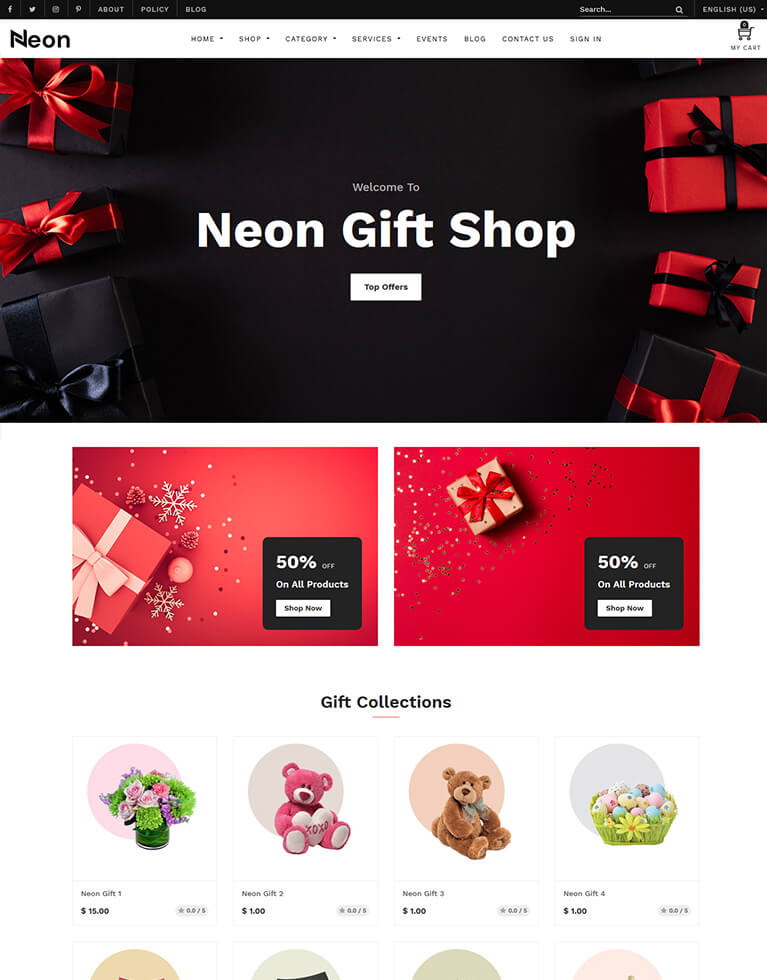 ABOUT POLICY BLOG Search... ENGLISH (US)
Neon HOME SHOP CATEGORY SERVICES EVENTS BLOG CONTACT US SIGN IN 0
MY CART
Welcome To
Neon Gift Shop
Top Offers
50% OFF
On All Products
Shop Now
50% OFF
On All Products
Shop Now
Gift Collections
XOXO
Neon Gift 1
$ 15.00 0.0 / 5
Neon Gift 2
$ 1.00 0.0 / 5
Neon Gift 3
$ 1.00 0.0 / 5
Neon Gift 4
$ 1.00 0.0 / 5